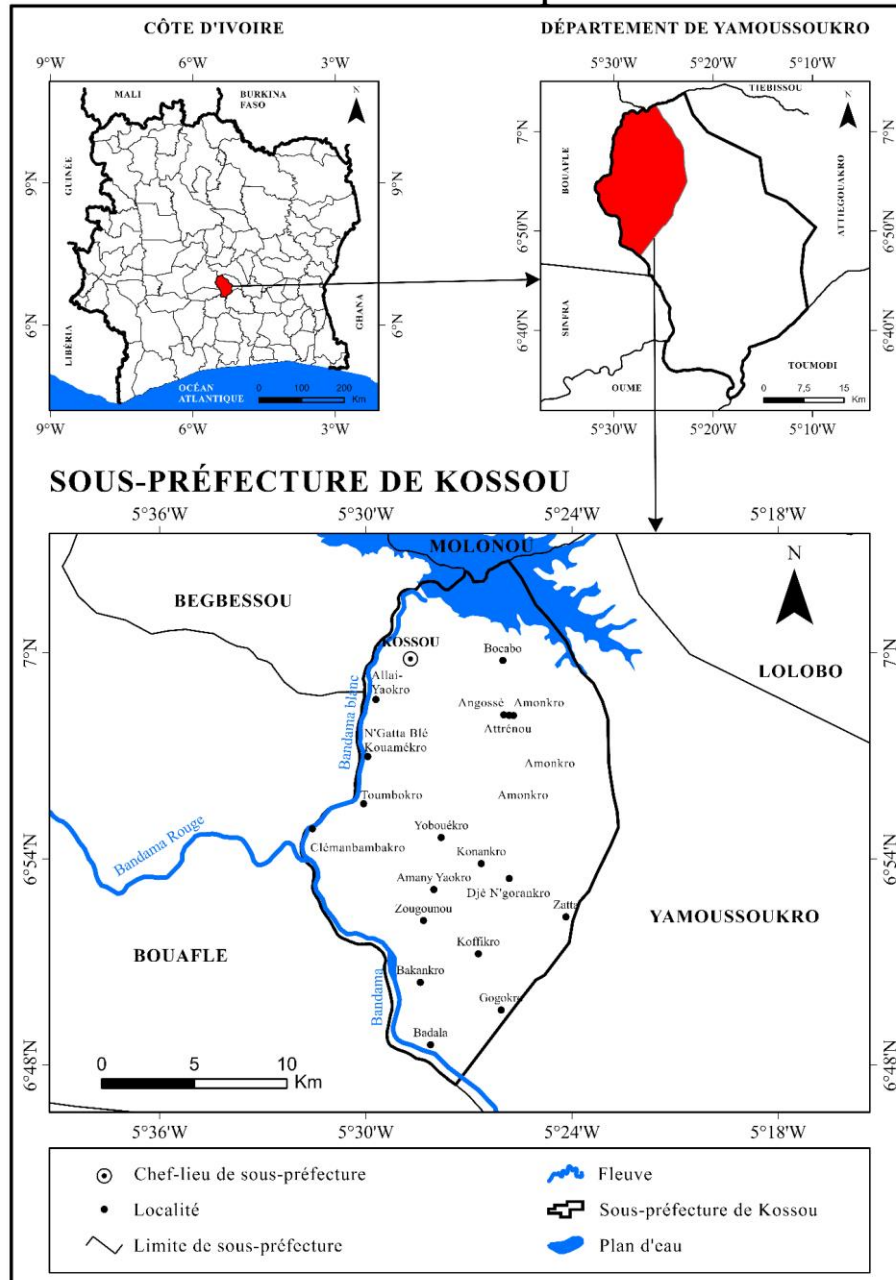 CÔTE D'IVOIRE
9°W 6°W 3°W
MALI
BURKINA
FASO
N
GUINÉE
9°N
9°N
LIBÉRIA
6°N
GHANA
6°N
OCÉAN
ATLANTIQUE
0 100 200
Km
9°W 6°W 3°W
DÉPARTEMENT DE YAMOUSSOUKRO
5°30'W 5°20'W 5°10'W
TIEBISSOU
N
7°N
7°N
BOUAFLE
ATTIEGOUAKRO
6°50'N
6°50'N
SINFRA
6°40'N
6°40'N
OUME
TOUMODI
0 7,5 15
Km
5°30'W 5°20'W 5°10'W
SOUS-PRÉFECTURE DE KOSSOU
5°36'W 5°30'W 5°24'W 5°18'W
MOLONOU
N
BEGBESSOU
KOSSOU
7°N
7°N
Bocabo
LOLOBO
Allai-
Yaokro
Angossé Amonkro
Attrénou
Bandama blanc
N'Gatta Blé
Kouamékro
Amonkro
Toumbokro
Amonkro
Yobouékro
Bandama Rouge
Clémanbambakro
6°54'N
6°54'N
Konankro
Amany Yaokro
Djê N'gorankro
Zougounou
Zatta
YAMOUSSOUKRO
BOUAFLE
Koffikro
Bandama
Bakankro
Gogokro
Badala
0 5 10
Km
6°48'N
6°48'N
5°36'W 5°30'W 5°24'W 5°18'W
Chef-lieu de sous-préfecture
Fleuve
Localité
Sous-préfecture de Kossou
Limite de sous-préfecture
Plan d'eau